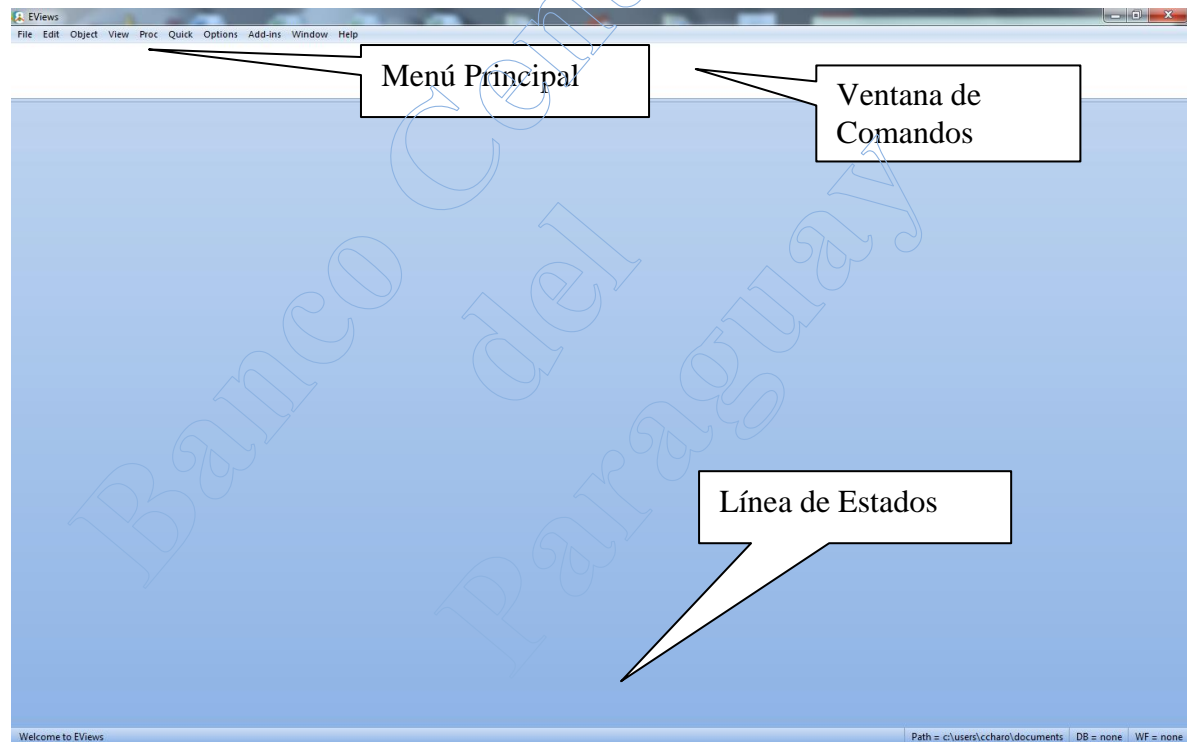 EViews
File Edit Object View Proc Quick Options Add-ins Window Help
Menú Principal
Ventana de
Comandos
Banco Cen
del
Paraguay
Línea de Estados
Welcome to EViews
Path = c:\users\ccharo\documents DB = none WF = none